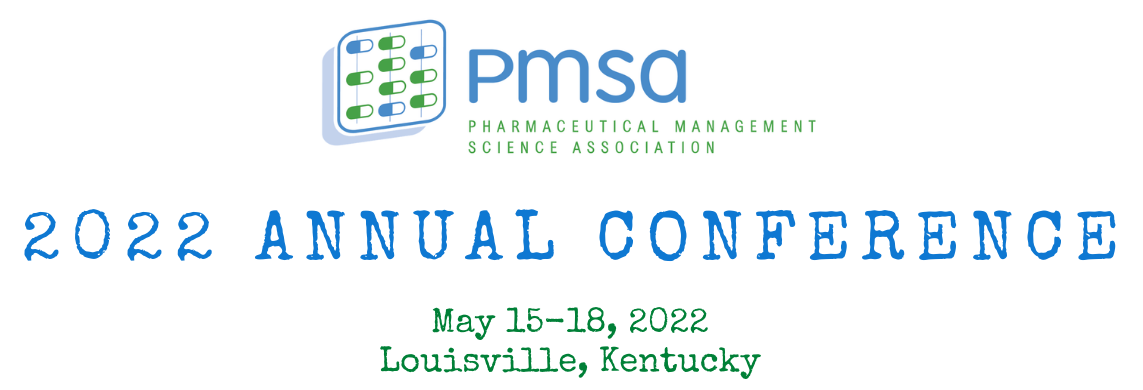 pmsa
PHARMACEUTICAL MANAGEMENT
SCIENCE ASSOCIATION
2022 ANNUAL CONFERENCE
May 15-18, 2022
Louisville, Kentucky